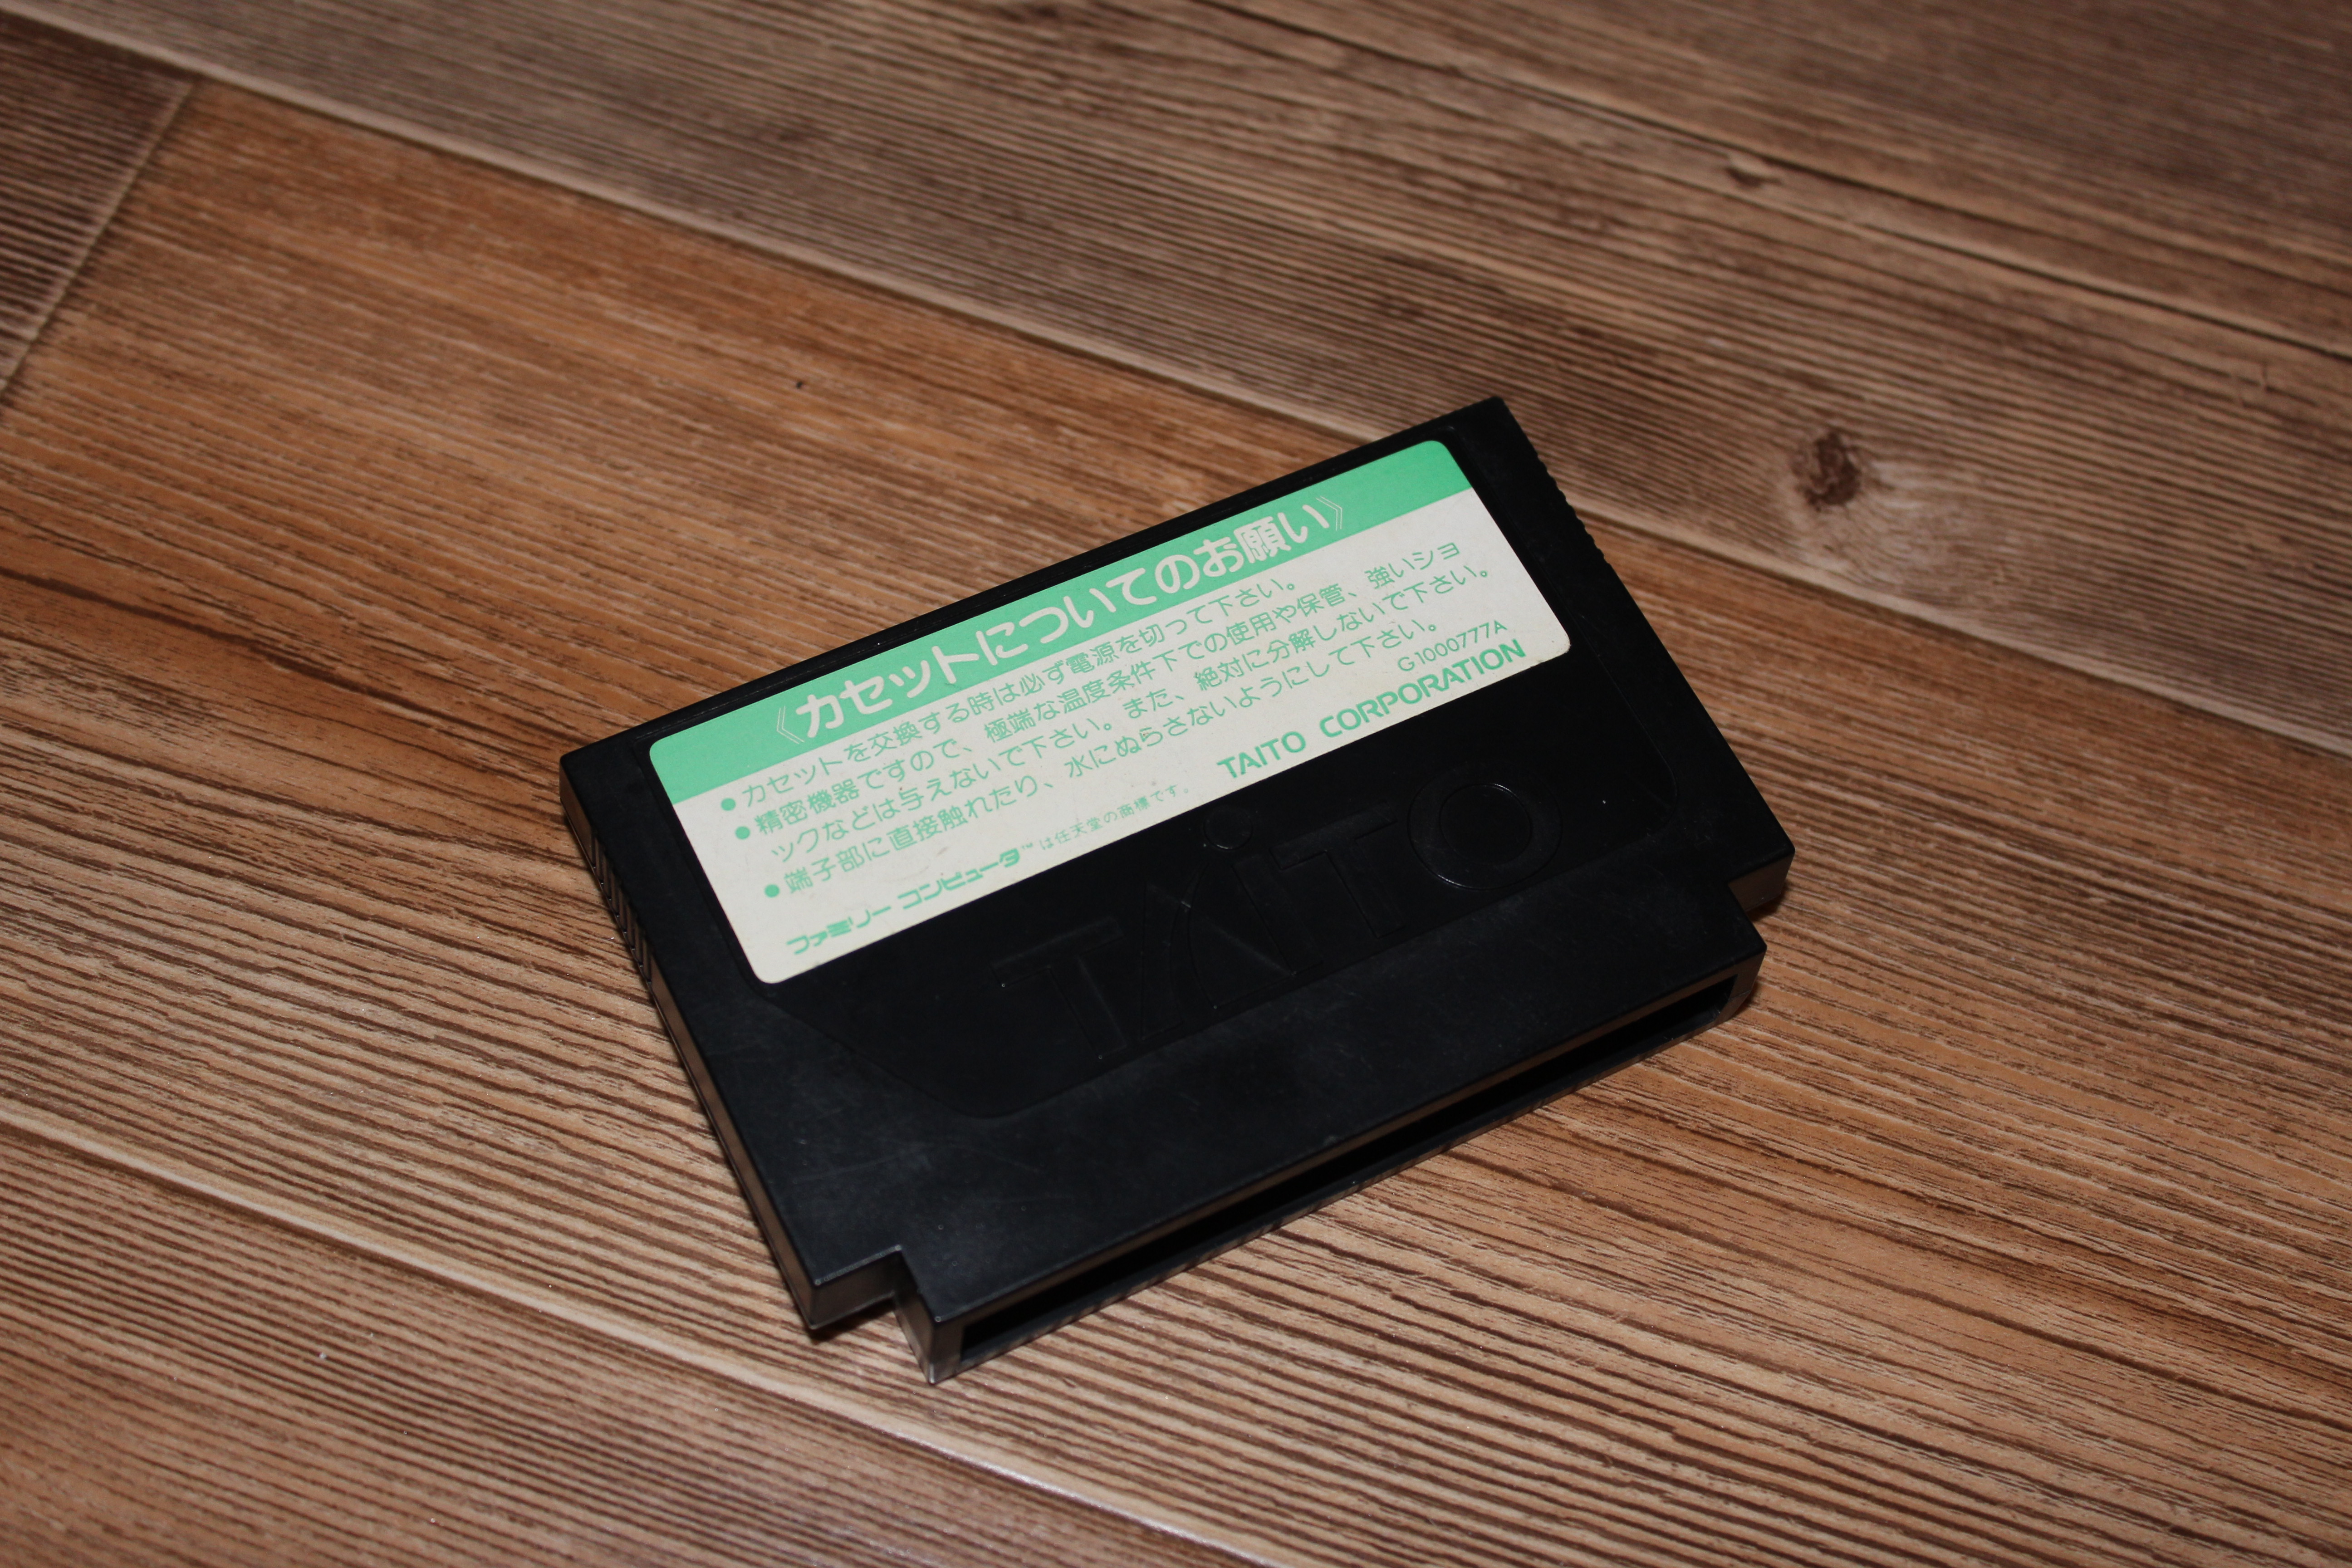 《カセットについてのお願い》
●カセットを交換する時は必ず電源を切って下さい。
●精密機器ですので、極端な温度条件下での使用や保管、強いショ
ックなどは与えないで下さい。また、絶対に分解しないで下さい。
●端子部に直接触れたり、水にぬらさないようにして下さい。
G1000777A
ファミリーコンピュータ™は任天堂の商標です。
TAITO CORPORATION
TAITO